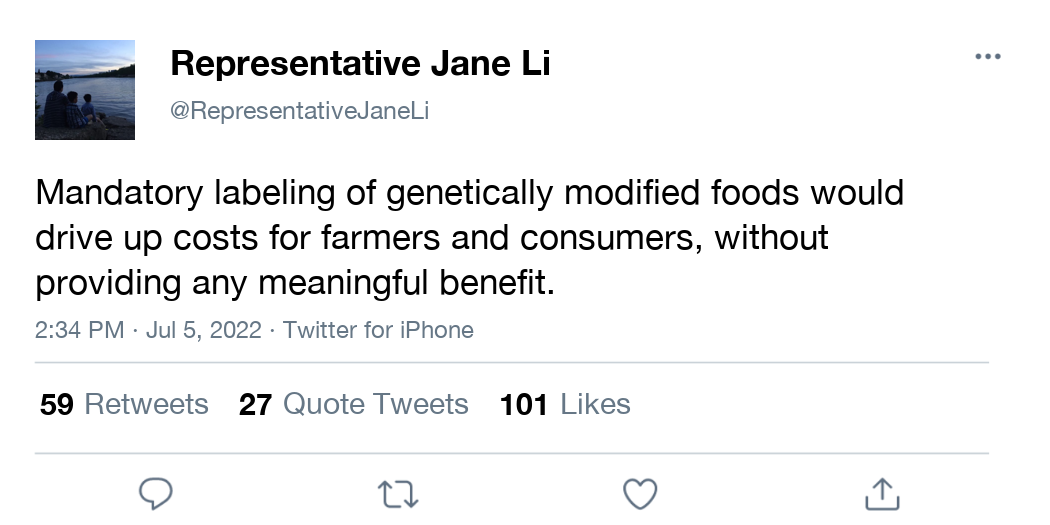 Representative Jane Li
@RepresentativeJaneLi
Mandatory labeling of genetically modified foods would
drive up costs for farmers and consumers, without
providing any meaningful benefit.
2:34 PM · Jul 5, 2022 · Twitter for iPhone
59 Retweets 27 Quote Tweets 101 Likes